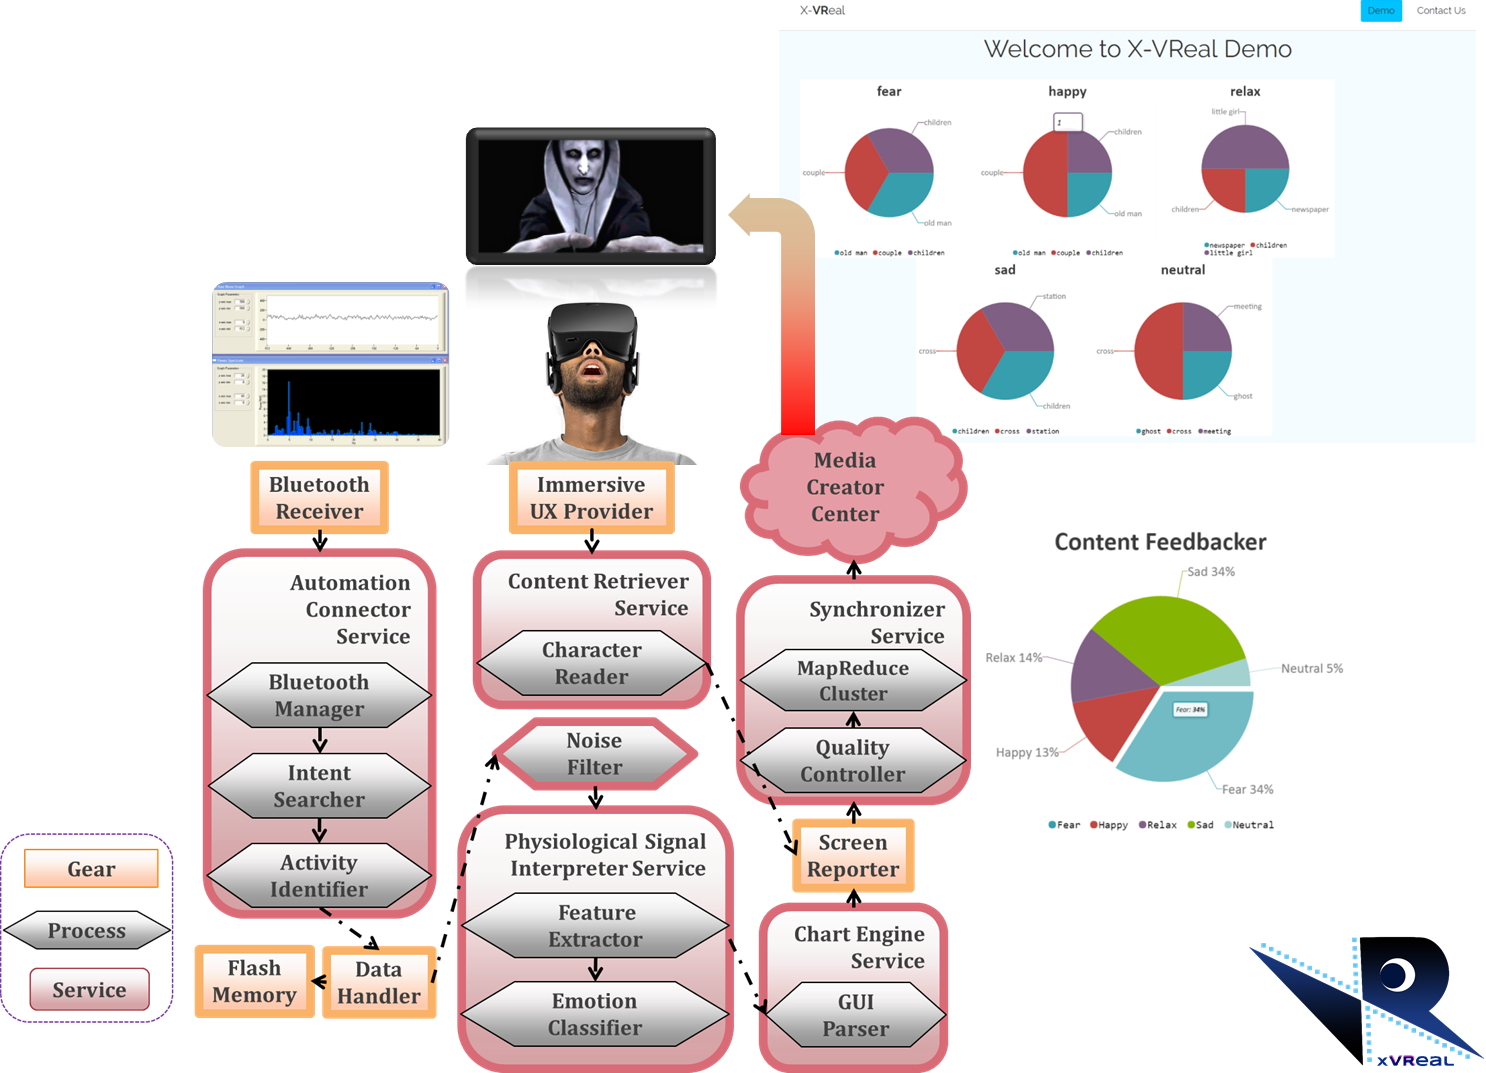 X-VReal
Demo
Contact Us
Welcome to X-VReal Demo
fear
children
couple
old man
old man couple children
happy
1
children
couple
old man
old man couple children
relax
little girl
children
newspaper
newspaper children
little girl
sad
station
cross
children
children cross station
neutral
meeting
cross
ghost
ghost cross meeting
Bluetooth
Receiver
Immersive
UX Provider
Media
Creator
Center
Automation
Connector
Service
Bluetooth
Manager
Intent
Searcher
Activity
Identifier
Flash
Memory
Data
Handler
Content Retriever
Service
Character
Reader
Noise
Filter
Physiological Signal
Interpreter Service
Feature
Extractor
Emotion
Classifier
Synchronizer
Service
MapReduce
Cluster
Quality
Controller
Screen
Reporter
Chart Engine
Service
GUI
Parser
Content Feedbacker
Sad 34%
Relax 14%
Neutral 5%
Fear: 34%
Happy 13%
Fear 34%
Fear Happy Relax Sad Neutral
Gear
Process
Service
xVReal